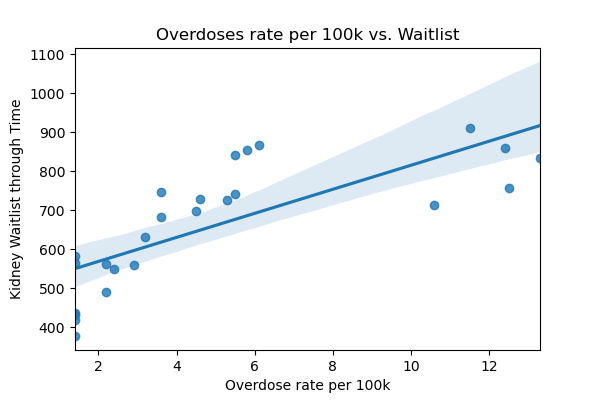 Overdoses rate per 100k vs. Waitlist
1100
1000
900
800
700
600
500
400
Kidney Waitlist through Time
2 4 6 8 10 12
Overdose rate per 100k